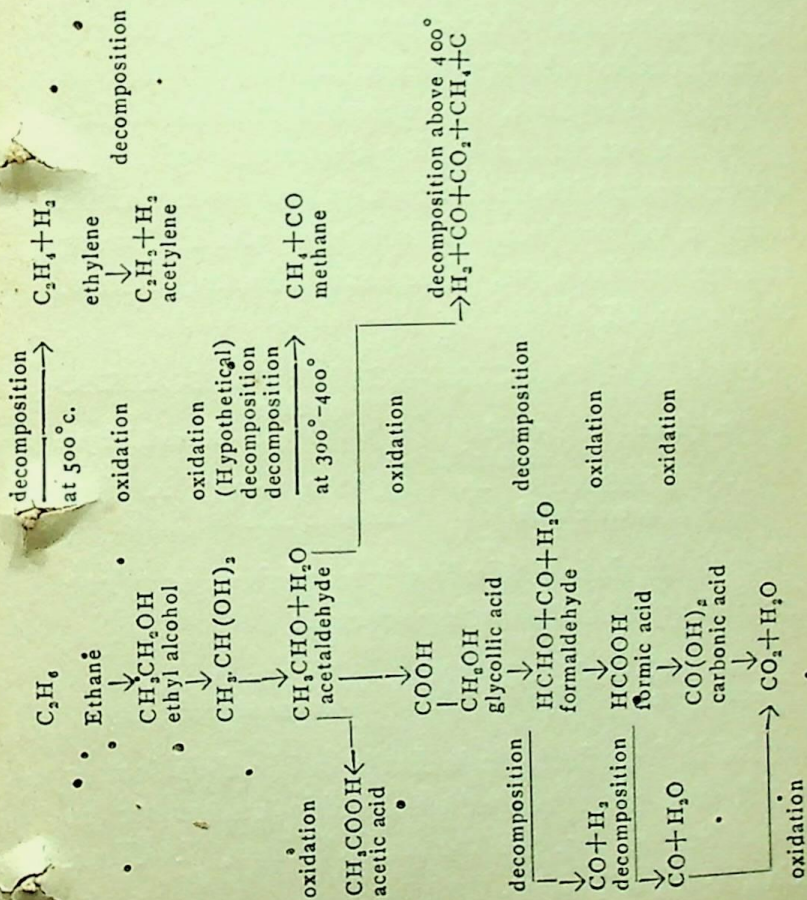 decomposition
C₂H₆ → C₂H₄+H₂
at 500°c.
Ethane ethylene
↓ oxidation ↓ decomposition
CH₃CH₂OH C₂H₂+H₂
ethyl alcohol acetylene
↓ oxidation
CH₃.CH(OH)₂ (Hypothetical)
↓ decomposition
decomposition
oxidation CH₃CHO+H₂O → CH₄+CO
acetaldehyde at 300°-400° methane
CH₃COOH←
acetic acid ↓ oxidation
COOH decomposition above 400°
| →H₂+CO+CO₂+CH₄+C
CH₂OH
glycollic acid
decomposition ↓ decomposition
HCHO+CO+H₂O
formaldehyde
→CO+H₂ ↓ oxidation
decomposition HCOOH
formic acid
→CO+H₂O ↓ oxidation
CO(OH)₂
carbonic acid
↓
→ CO₂+H₂O
oxidation